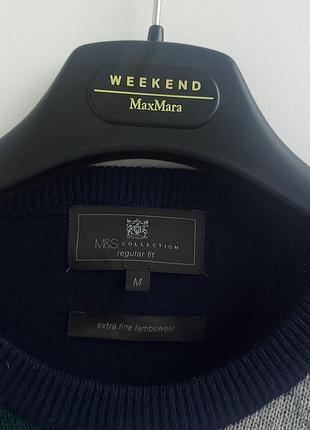 WEEKEND
MaxMara
M&S COLLECTION
regular fit
M
extra fine lambswool